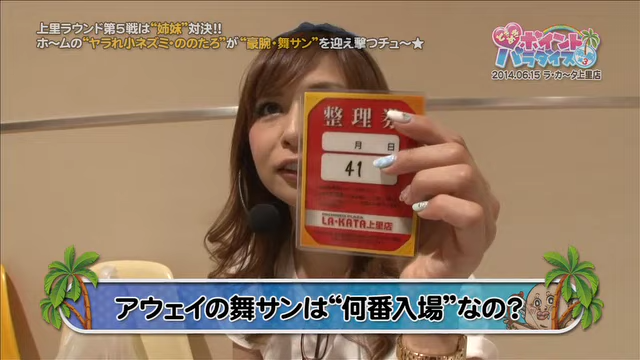 上里ラウンド第5戦は“姉妹”対決!!
ホームの“ヤラれ小ネズミ・ののたろ”が“豪腕・舞サン”を迎え撃つチュ～★
ポイント
パラダイス
2014.06.15 ラ・カータ上里店
整理券
月 日
41
LA・KATA上里店
アウェイの舞サンは“何番入場”なの?